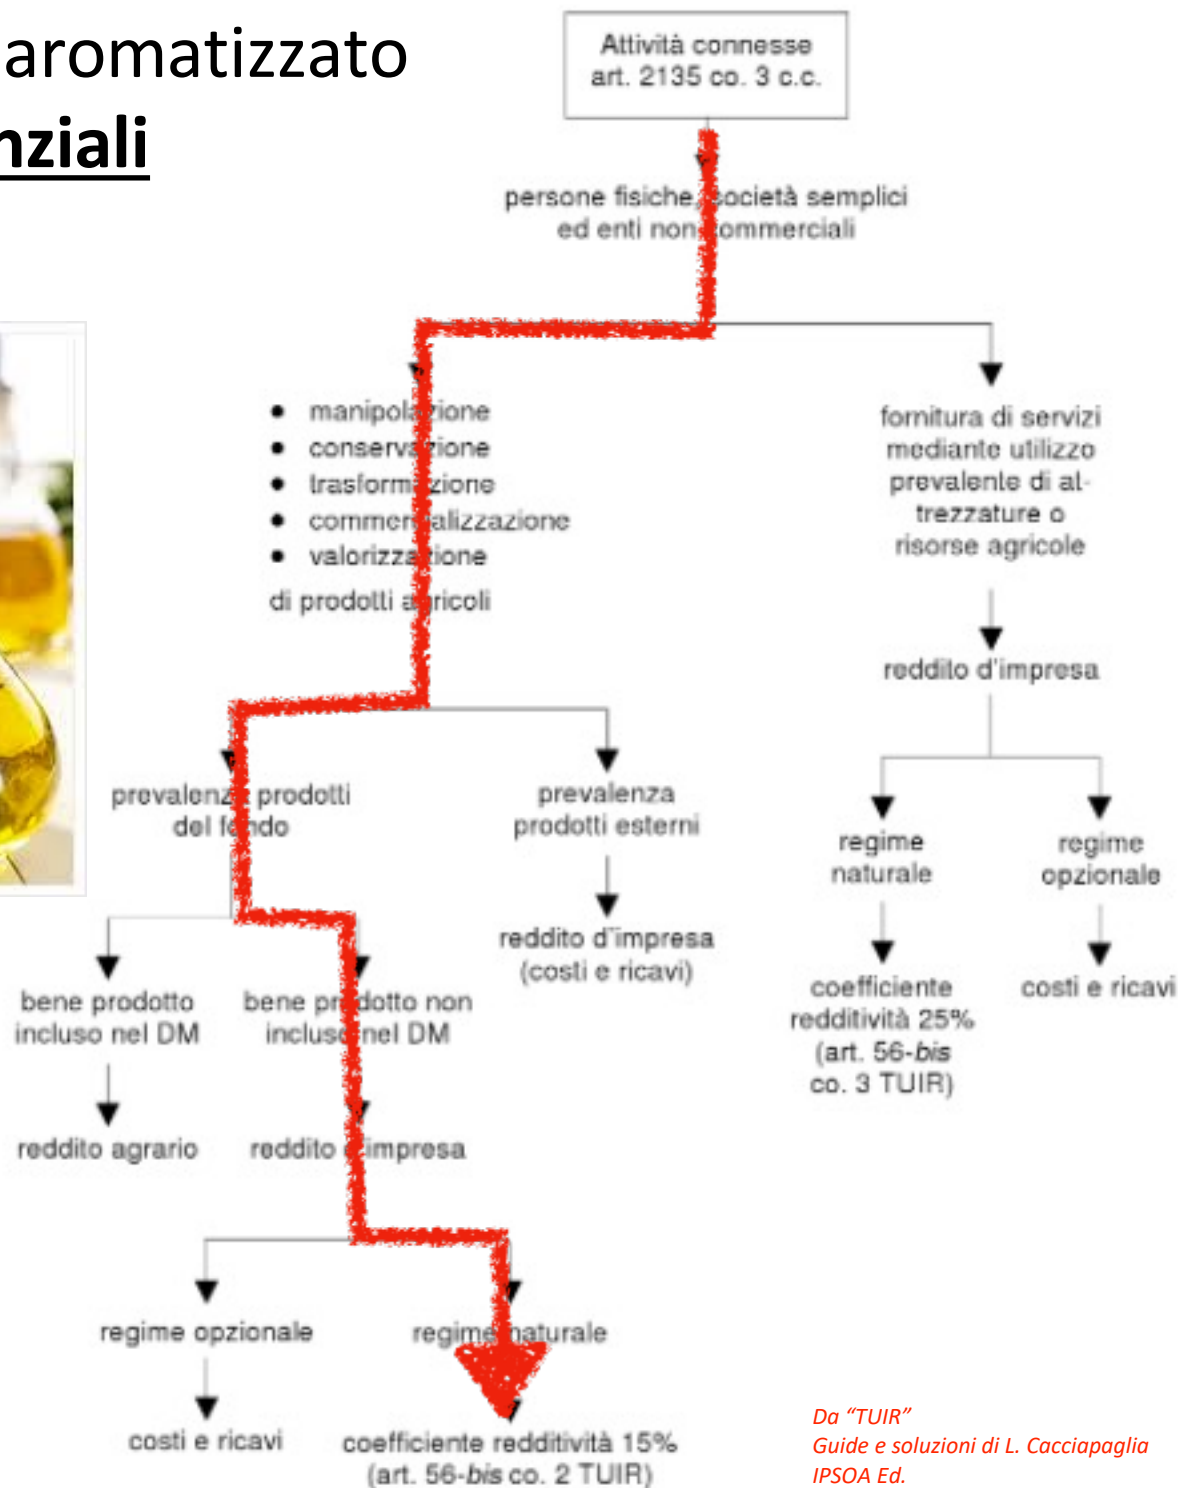 aromatizzato
nziali
Attività connesse
art. 2135 co. 3 c.c.
persone fisiche, società semplici
ed enti non commerciali
● manipolazione
● conservazione
● trasformazione
● commercializzazione
● valorizzazione
di prodotti agricoli
fornitura di servizi
mediante utilizzo
prevalente di at-
trezzature o
risorse agricole
reddito d'impresa
prevalenza prodotti
del fondo
prevalenza
prodotti esterni
regime
naturale
regime
opzionale
reddito d'impresa
(costi e ricavi)
bene prodotto
incluso nel DM
bene prodotto non
incluso nel DM
coefficiente
redditività 25%
(art. 56-bis
co. 3 TUIR)
costi e ricavi
reddito agrario
reddito d'impresa
regime opzionale
regime naturale
costi e ricavi
coefficiente redditività 15%
(art. 56-bis co. 2 TUIR)
Da “TUIR”
Guide e soluzioni di L. Cacciapaglia
IPSOA Ed.